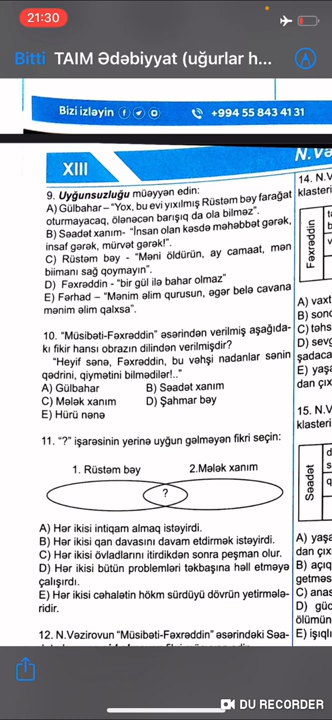 21:30
Bitti TAIM Ədəbiyyat (uğurlar h...
Bizi izləyin +994 55 843 41 31
N.Və
XIII
9. Uyğunsuzluğu müəyyən edin:
A) Gülbahar – "Yox, bu evi yıxılmış Rüstəm bəy farağat
oturmayacaq, ölənəcən barışıq da ola bilməz".
B) Səadət xanım- "İnsan olan kəsdə məhəbbət gərək,
insaf gərək, mürvət gərək!".
C) Rüstəm bəy - "Məni öldürün, ay camaat, mən
biimanı sağ qoymayın".
D) Fəxrəddin - "bir gül ilə bahar olmaz"
E) Fərhad – "Mənim əlim qurusun, əgər belə cavana
mənim əlim qalxsa".
10. "Müsibəti-Fəxrəddin" əsərindən verilmiş aşağıda-
kı fikir hansı obrazın dilindən verilmişdir?
"Heyif sənə, Fəxrəddin, bu vəhşi nadanlar sənin
qədrini, qiymətini bilmədilər!.."
A) Gülbahar B) Səadət xanım
C) Mələk xanım D) Şahmar bəy
E) Hürü nənə
11. "?" işarəsinin yerinə uyğun gəlməyən fikri seçin:
1. Rüstəm bəy 2.Mələk xanım
?
A) Hər ikisi intiqam almaq istəyirdi.
B) Hər ikisi qan davasını davam etdirmək istəyirdi.
C) Hər ikisi övladlarını itirdikdən sonra peşman olur.
D) Hər ikisi bütün problemləri təkbaşına həll etməyə
çalışırdı.
E) Hər ikisi cəhalətin hökm sürdüyü dövrün yetirmələ-
ridir.
12. N.Vəzirovun "Müsibəti-Fəxrəddin" əsərindəki Səa-
14. N.V
klasteri
Fəxrəddin
A) vaxt
B) sonc
C) təhs
D) sevg
şadaca
E) yaşa
dan çıx
15. N.V
klasteri
Səadət
A) yaşa
dan çıx
B) açıq
getməs
C) anas
D) güc
ölümün
E) işıqlı
DU RECORDER